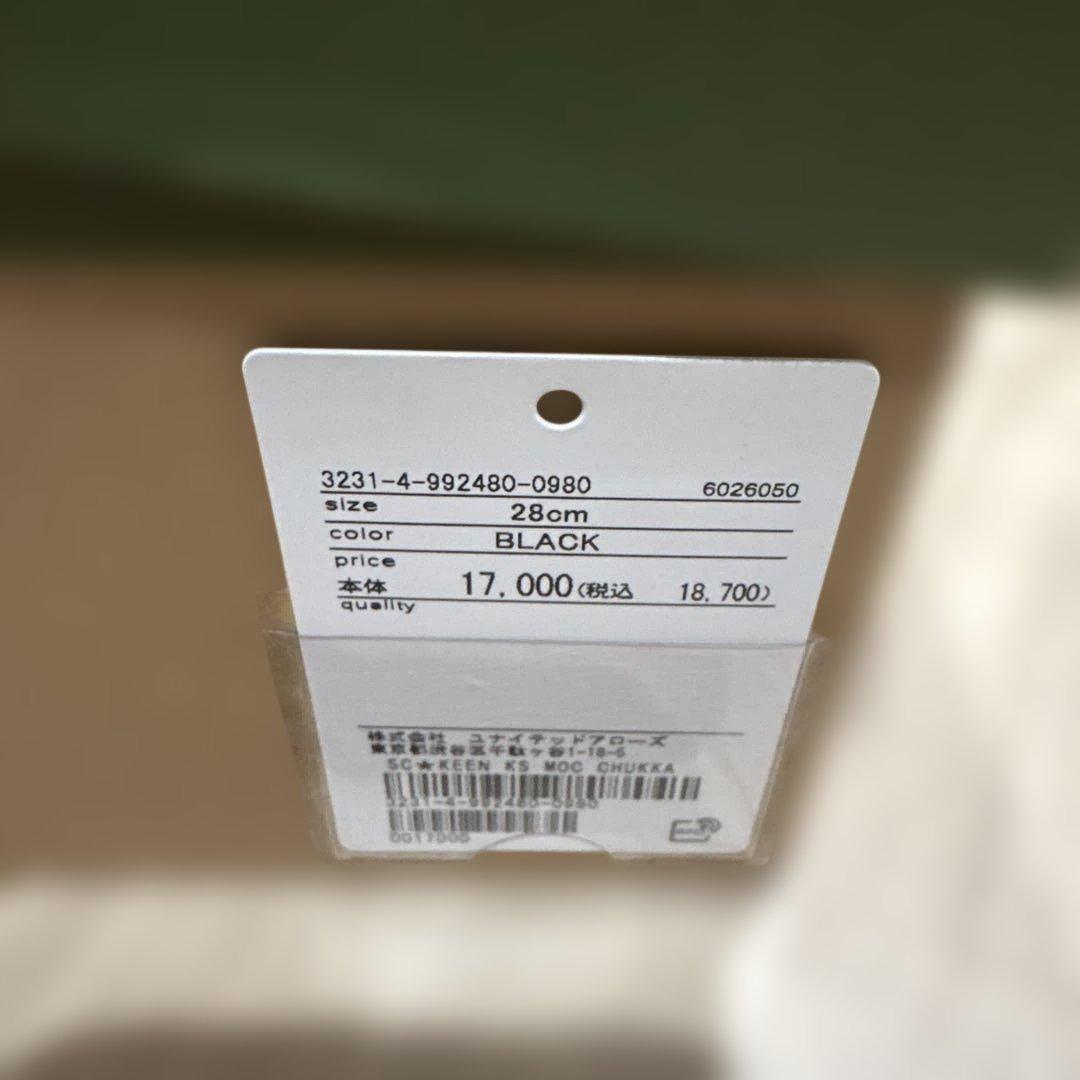 3231-4-992480-0980 6026050
size 28cm
color BLACK
price
本体 17,000(税込 18,700)
quality
株式会社 ユナイテッドアローズ
東京都渋谷区千駄ヶ谷1-18-5
SC★KEEN KS MOC CHUKKA
3231-4-992480-0980